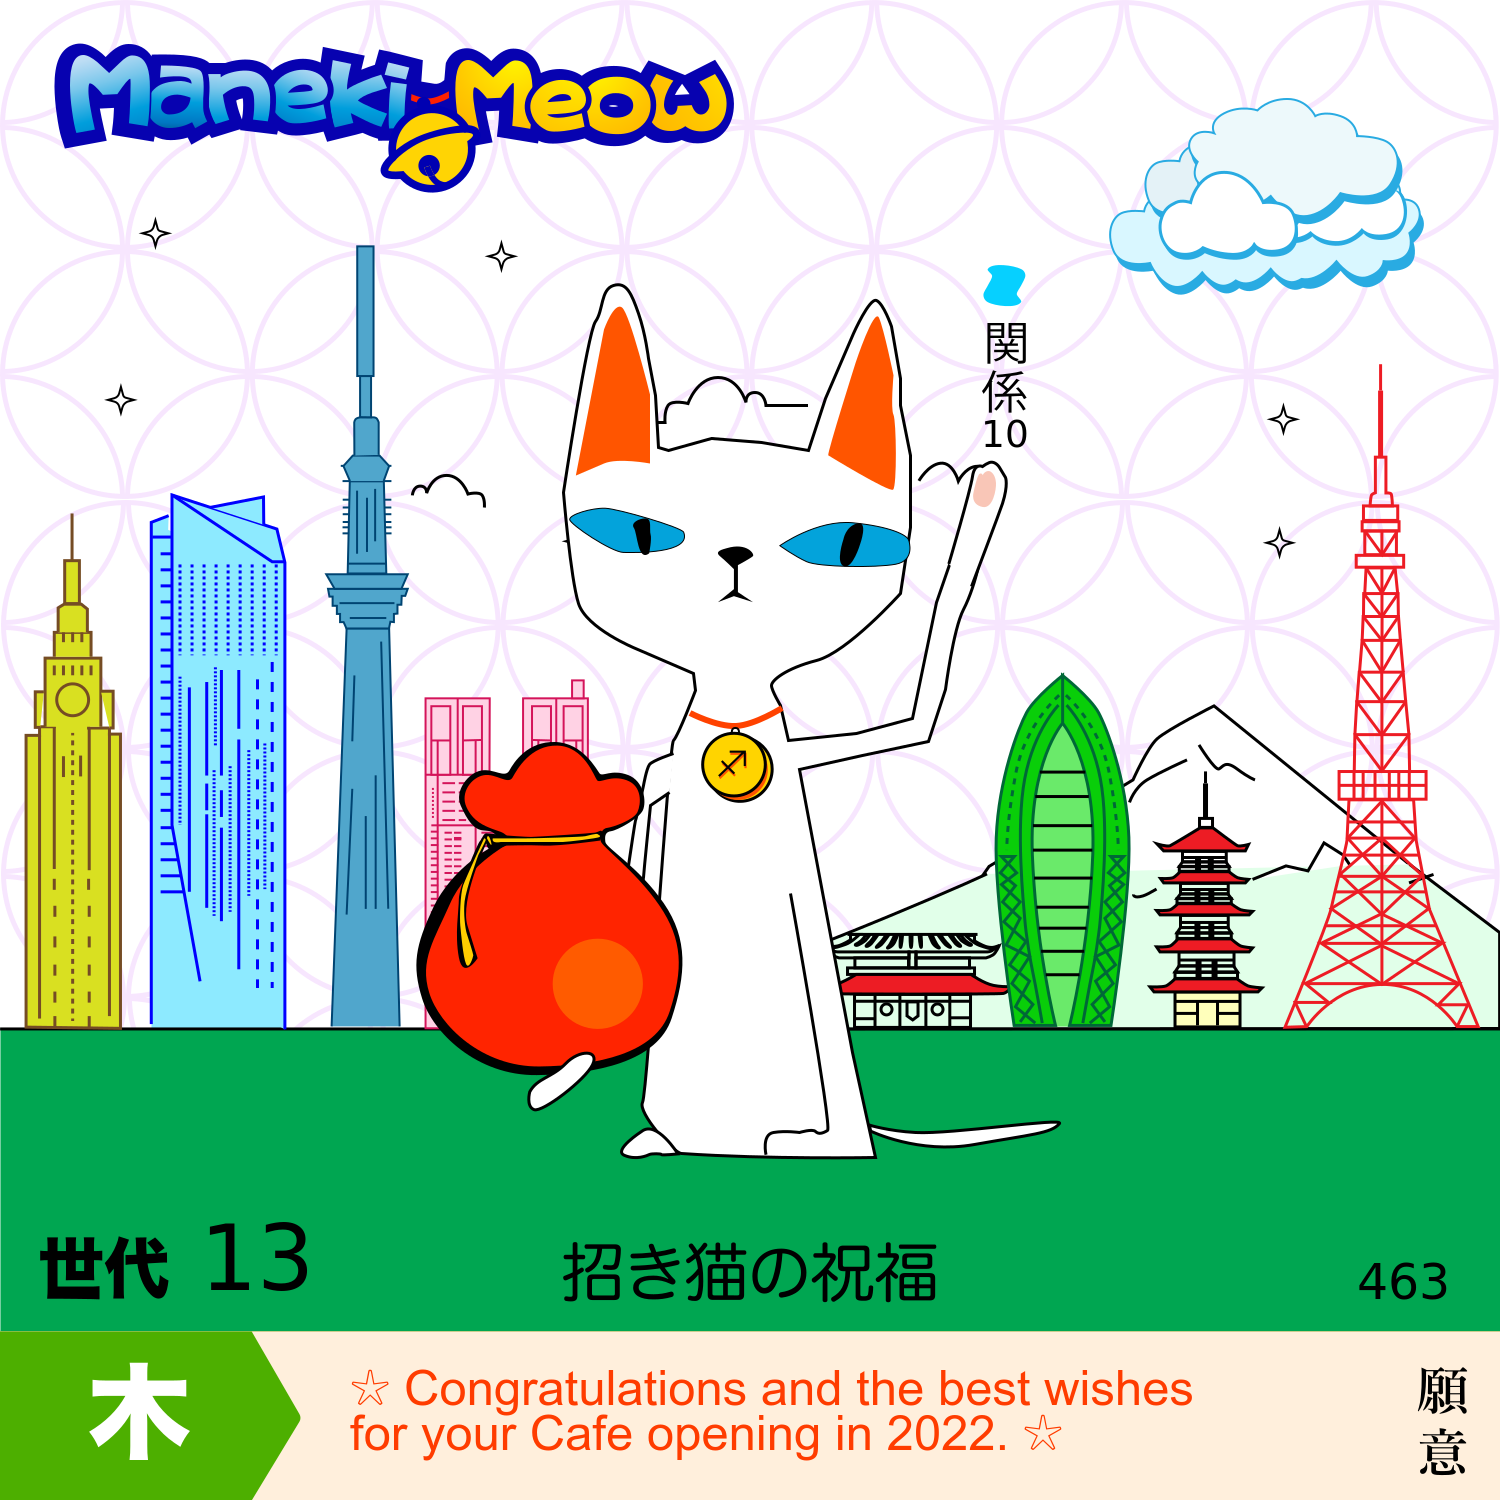 Maneki-Meow
関
係
10
♐
世代 13
招き猫の祝福
463
木
☆ Congratulations and the best wishes
for your Cafe opening in 2022. ☆
願
意